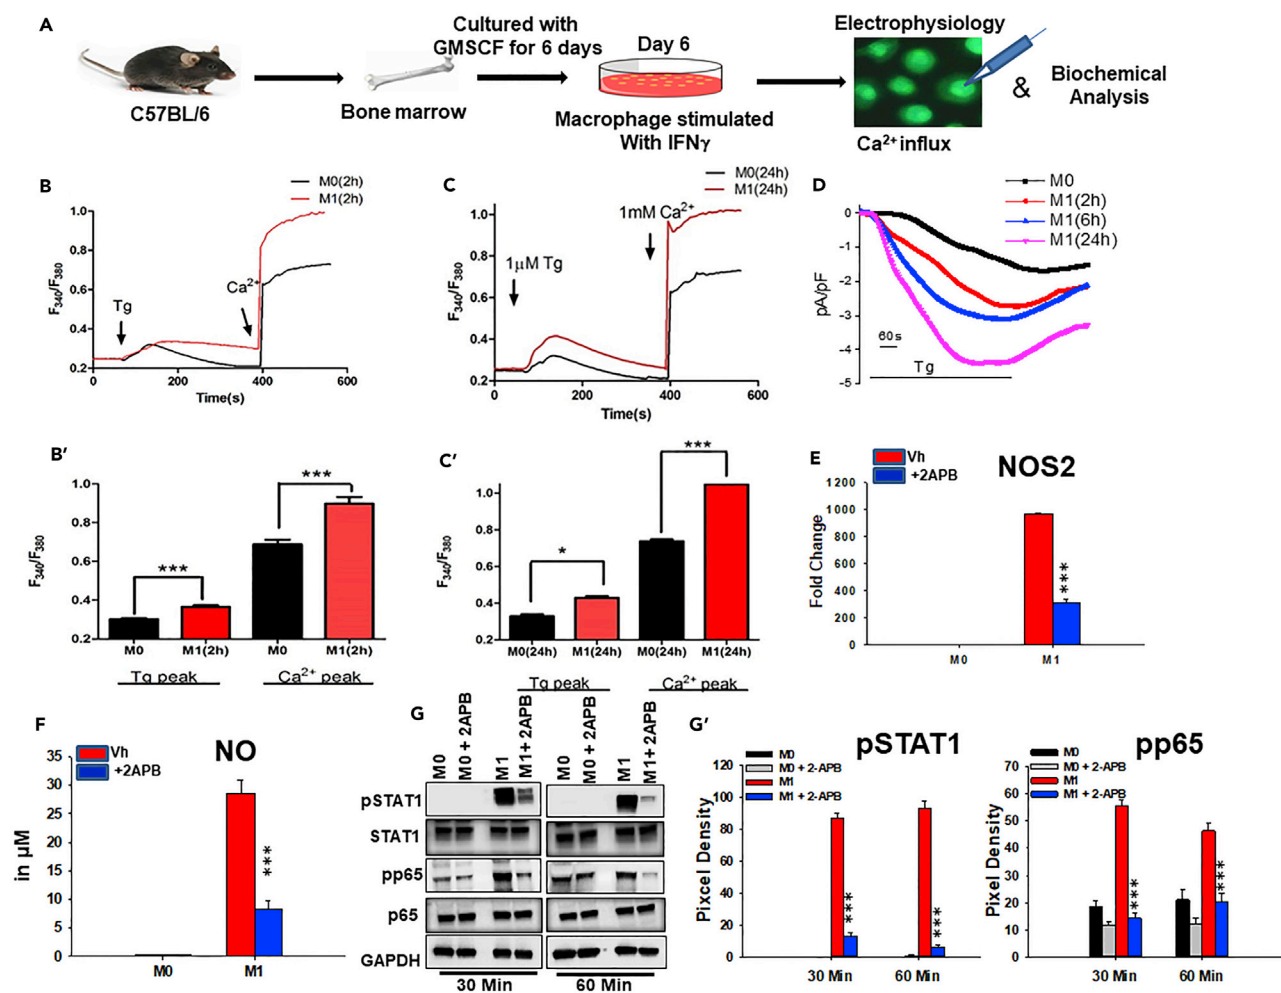 A
C57BL/6
Bone marrow
Cultured with
GMSCF for 6 days
Day 6
Macrophage stimulated
With IFNγ
Electrophysiology
Ca²⁺ influx
&
Biochemical
Analysis
B
M0(2h)
M1(2h)
F₃₄₀/F₃₈₀
1.0
0.8
0.6
0.4
0.2
Tg
Ca²⁺
0
200
400
600
Time(s)
C
M0(24h)
M1(24h)
F₃₄₀/F₃₈₀
1.0
0.8
0.6
0.4
0.2
1μM Tg
1mM Ca²⁺
0
200
400
600
Time(s)
D
M0
M1(2h)
M1(6h)
M1(24h)
pA/pF
0
-1
-2
-3
-4
-5
60s
Tg
B'
F₃₄₀/F₃₈₀
1.0
0.8
0.6
0.4
0.2
***
***
M0
M1(2h)
M0
M1(2h)
Tg peak
Ca²⁺ peak
C'
F₃₄₀/F₃₈₀
1.0
0.8
0.6
0.4
0.2
*
***
M0(24h)
M1(24h)
M0(24h)
M1(24h)
Tg peak
Ca²⁺ peak
E
Vh
+2APB
NOS2
Fold Change
1200
1000
800
600
400
200
0
***
M0
M1
F
Vh
+2APB
NO
in µM
35
30
25
20
15
10
5
0
***
M0
M1
G
M0
M0 + 2APB
M1
M1+ 2APB
M0
M0 + 2APB
M1
M1+ 2APB
pSTAT1
STAT1
pp65
p65
GAPDH
30 Min
60 Min
G'
pSTAT1
M0
M0 + 2-APB
M1
M1 + 2-APB
Pixcel Density
120
100
80
60
40
20
0
***
***
30 Min
60 Min
pp65
M0
M0 + 2-APB
M1
M1 + 2-APB
Pixel Density
70
60
50
40
30
20
10
0
***
***
30 Min
60 Min